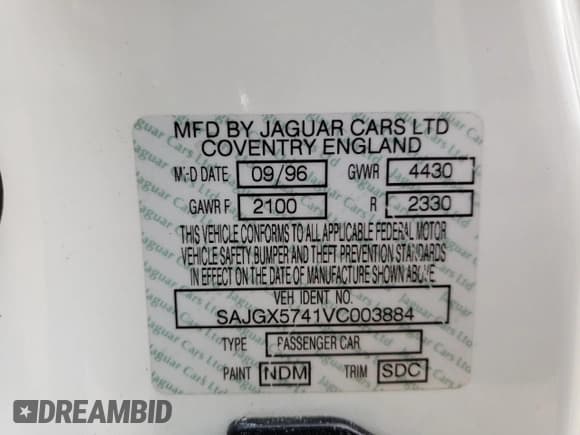 MFD BY JAGUAR CARS LTD
COVENTRY ENGLAND
MFD DATE 09/96 GVWR 4430
GAWR F 2100 R 2330
THIS VEHICLE CONFORMS TO ALL APPLICABLE FEDERAL MOTOR
VEHICLE SAFETY BUMPER AND THEFT PREVENTION STANDARDS
IN EFFECT ON THE DATE OF MANUFACTURE SHOWN ABOVE
VEH IDENT NO.
SAJGX5741VC003884
TYPE PASSENGER CAR
PAINT NDM TRIM SDC
DREAMBID